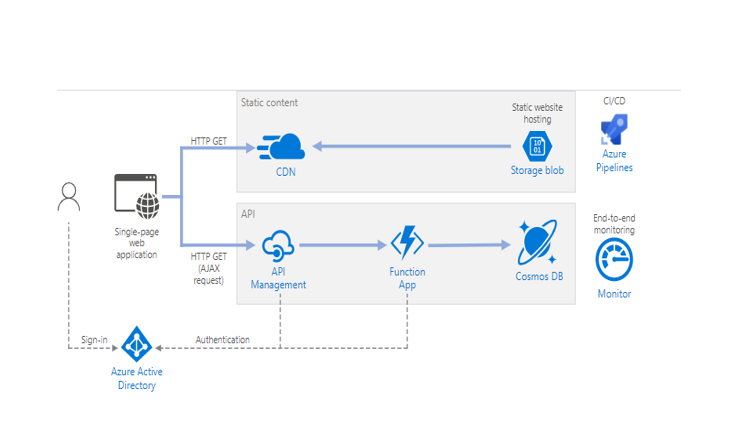 Static content
Static website
hosting
CI/CD
HTTP GET
CDN
Storage blob
Azure
Pipelines
Single-page
web
application
API
HTTP GET
(AJAX
request)
API
Management
Function
App
Cosmos DB
End-to-end
monitoring
Monitor
Sign-in
Authentication
Azure Active
Directory
10
01